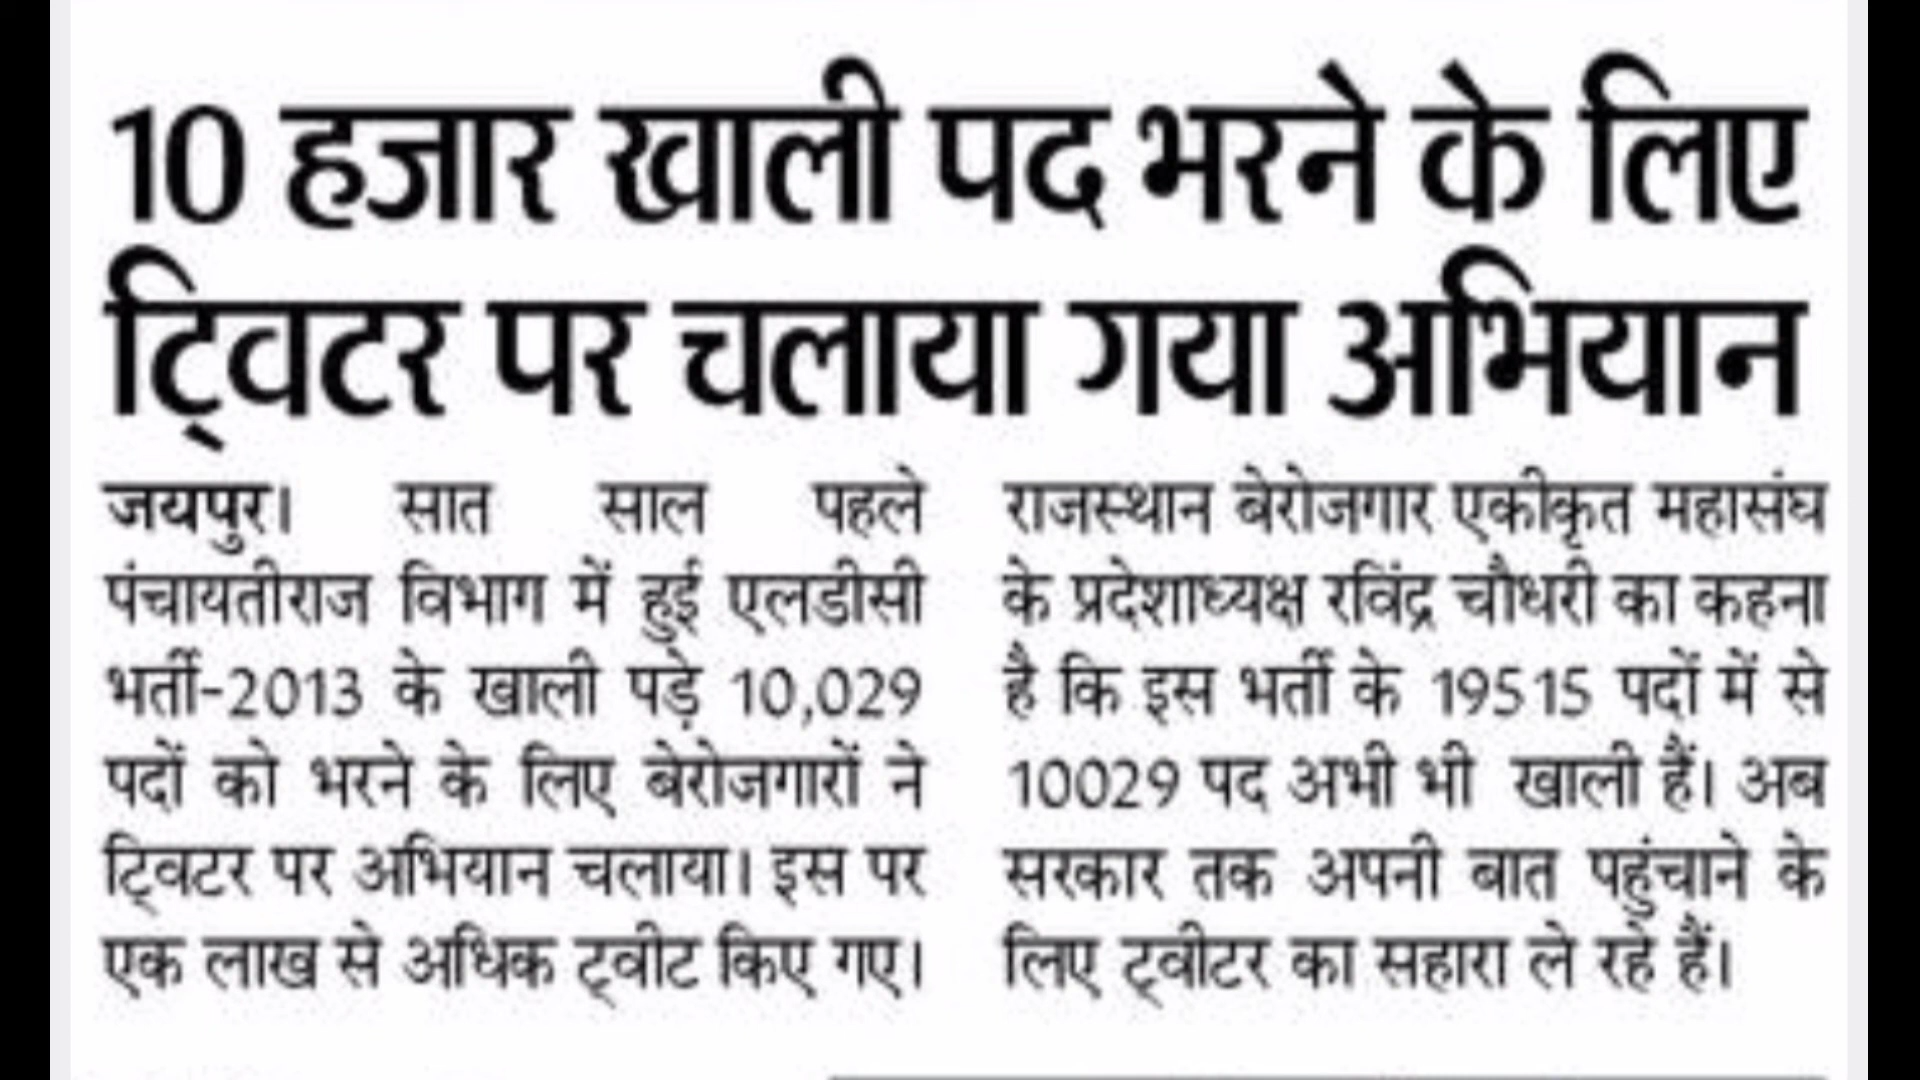 10 हजार खाली पद भरने के लिए
ट्विटर पर चलाया गया अभियान
जयपुर। सात साल पहले
पंचायतीराज विभाग में हुई एलडीसी
भर्ती-2013 के खाली पड़े 10,029
पदों को भरने के लिए बेरोजगारों ने
ट्विटर पर अभियान चलाया। इस पर
एक लाख से अधिक ट्वीट किए गए।
राजस्थान बेरोजगार एकीकृत महासंघ
के प्रदेशाध्यक्ष रविंद्र चौधरी का कहना
है कि इस भर्ती के 19515 पदों में से
10029 पद अभी भी खाली हैं। अब
सरकार तक अपनी बात पहुंचाने के
लिए ट्वीटर का सहारा ले रहे हैं।